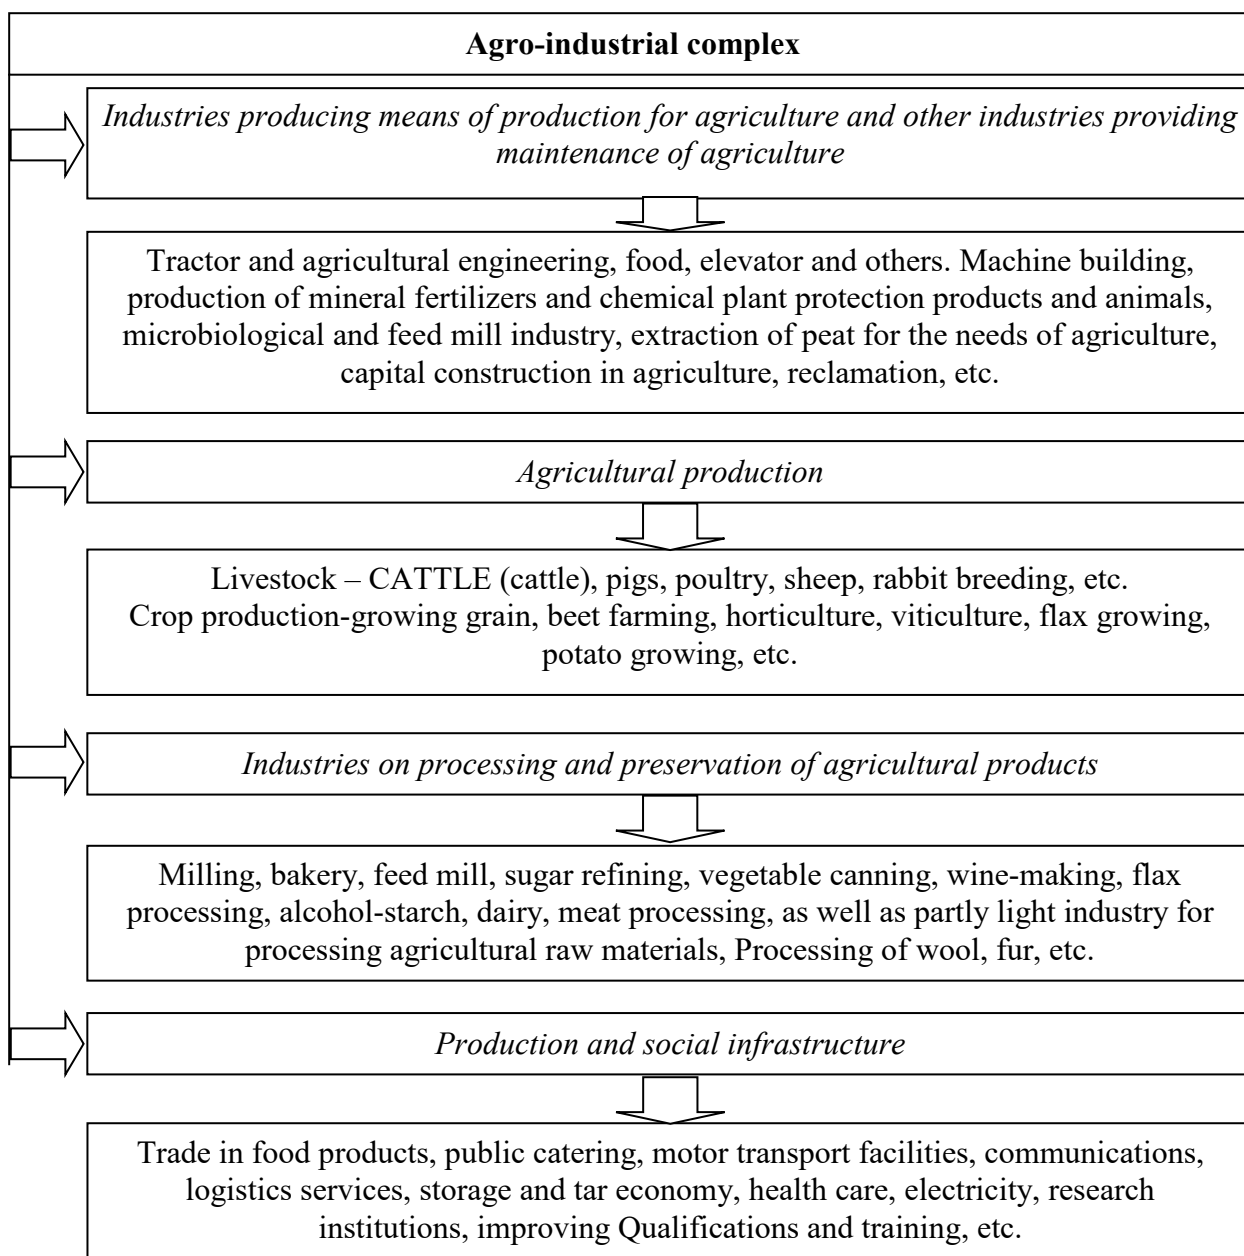 Agro-industrial complex
Industries producing means of production for agriculture and other industries providing
maintenance of agriculture
Tractor and agricultural engineering, food, elevator and others. Machine building,
production of mineral fertilizers and chemical plant protection products and animals,
microbiological and feed mill industry, extraction of peat for the needs of agriculture,
capital construction in agriculture, reclamation, etc.
Agricultural production
Livestock – CATTLE (cattle), pigs, poultry, sheep, rabbit breeding, etc.
Crop production-growing grain, beet farming, horticulture, viticulture, flax growing,
potato growing, etc.
Industries on processing and preservation of agricultural products
Milling, bakery, feed mill, sugar refining, vegetable canning, wine-making, flax
processing, alcohol-starch, dairy, meat processing, as well as partly light industry for
processing agricultural raw materials, Processing of wool, fur, etc.
Production and social infrastructure
Trade in food products, public catering, motor transport facilities, communications,
logistics services, storage and tar economy, health care, electricity, research
institutions, improving Qualifications and training, etc.